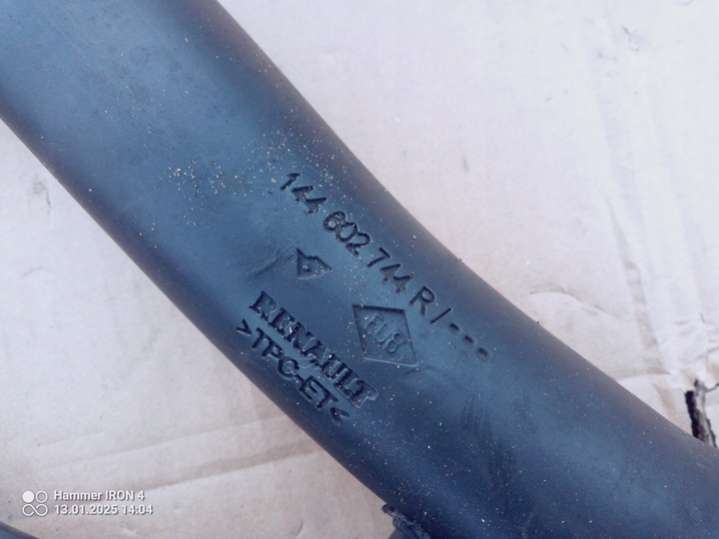 144 602 744 R / - - -
RENAULT
>TPC-ET<
Hammer IRON 4
13.01.2025 14:04